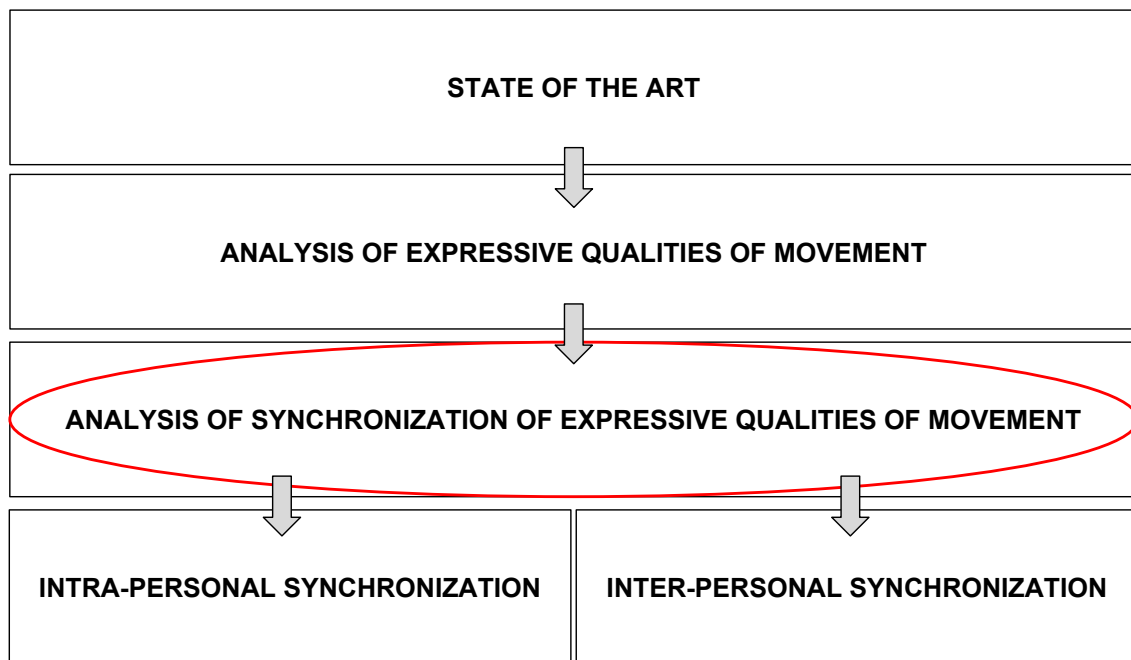 STATE OF THE ART
ANALYSIS OF EXPRESSIVE QUALITIES OF MOVEMENT
ANALYSIS OF SYNCHRONIZATION OF EXPRESSIVE QUALITIES OF MOVEMENT
INTRA-PERSONAL SYNCHRONIZATION
INTER-PERSONAL SYNCHRONIZATION